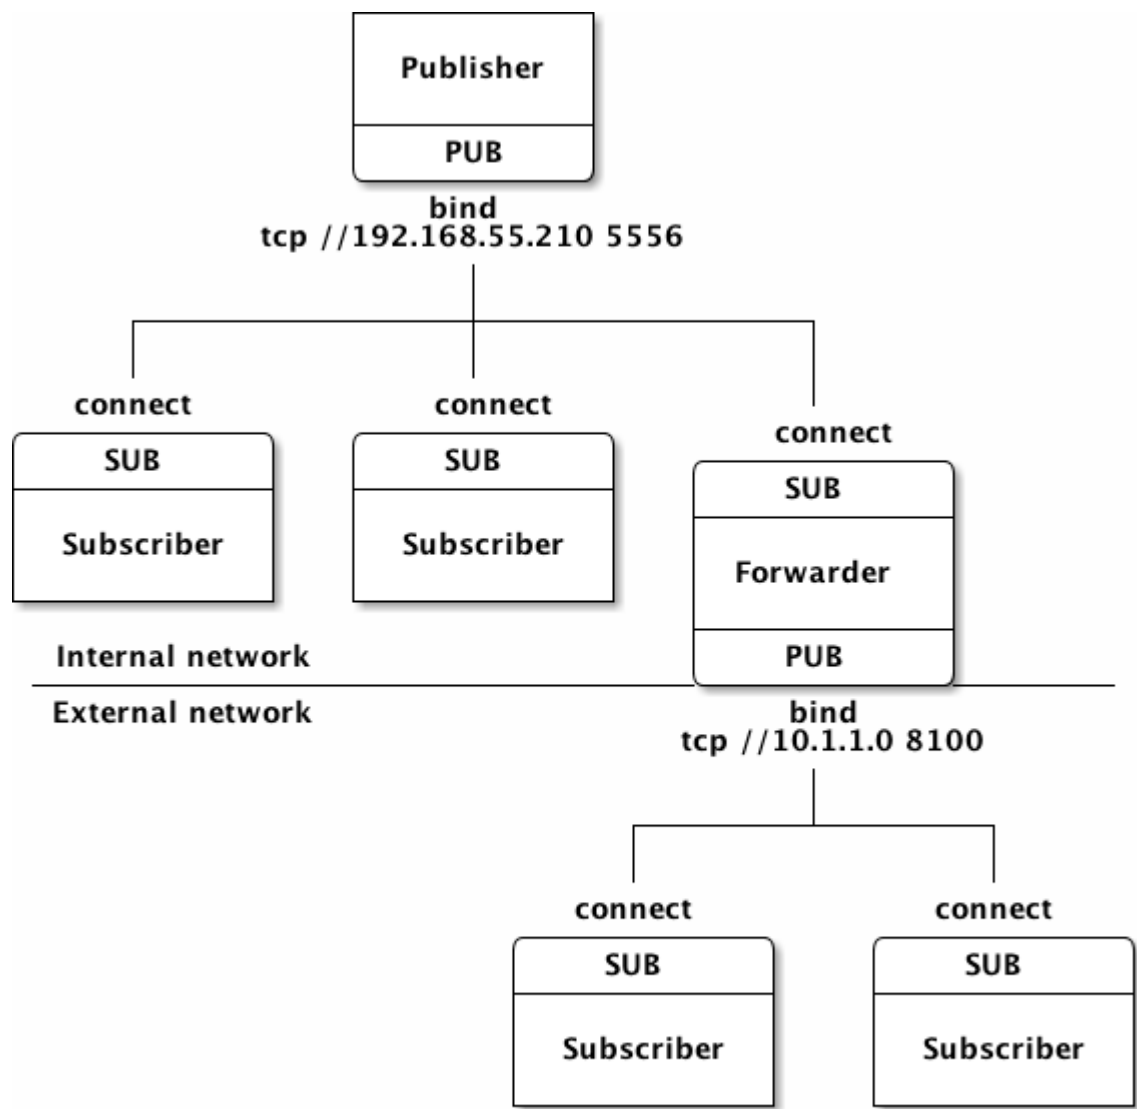 Publisher
PUB
bind
tcp //192.168.55.210 5556
connect
connect
connect
SUB
SUB
SUB
Subscriber
Subscriber
Forwarder
Internal network
PUB
External network
bind
tcp //10.1.1.0 8100
connect
connect
SUB
SUB
Subscriber
Subscriber